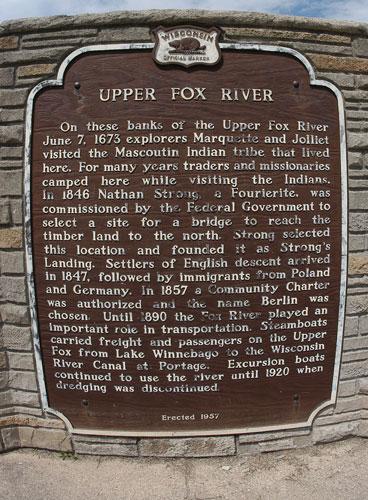 WISCONSIN
OFFICIAL MARKER
UPPER FOX RIVER
On these banks of the Upper Fox River
June 7, 1673 explorers Marquette and Jolliet
visited the Mascoutin Indian tribe that lived
here. For many years traders and missionaries
camped here while visiting the Indians.
In 1846 Nathan Strong, a Fourierite, was
commissioned by the Federal Government to
select a site for a bridge to reach the
timber land to the north. Strong selected
this location and founded it as Strong's
Landing. Settlers of English descent arrived
in 1847, followed by immigrants from Poland
and Germany. In 1857 a Community Charter
was authorized and the name Berlin was
chosen. Until 1890 the Fox River played an
important role in transportation. Steamboats
carried freight and passengers on the Upper
Fox from Lake Winnebago to the Wisconsin
River Canal at Portage. Excursion boats
continued to use the river until 1920 when
dredging was discontinued.
Erected 1957